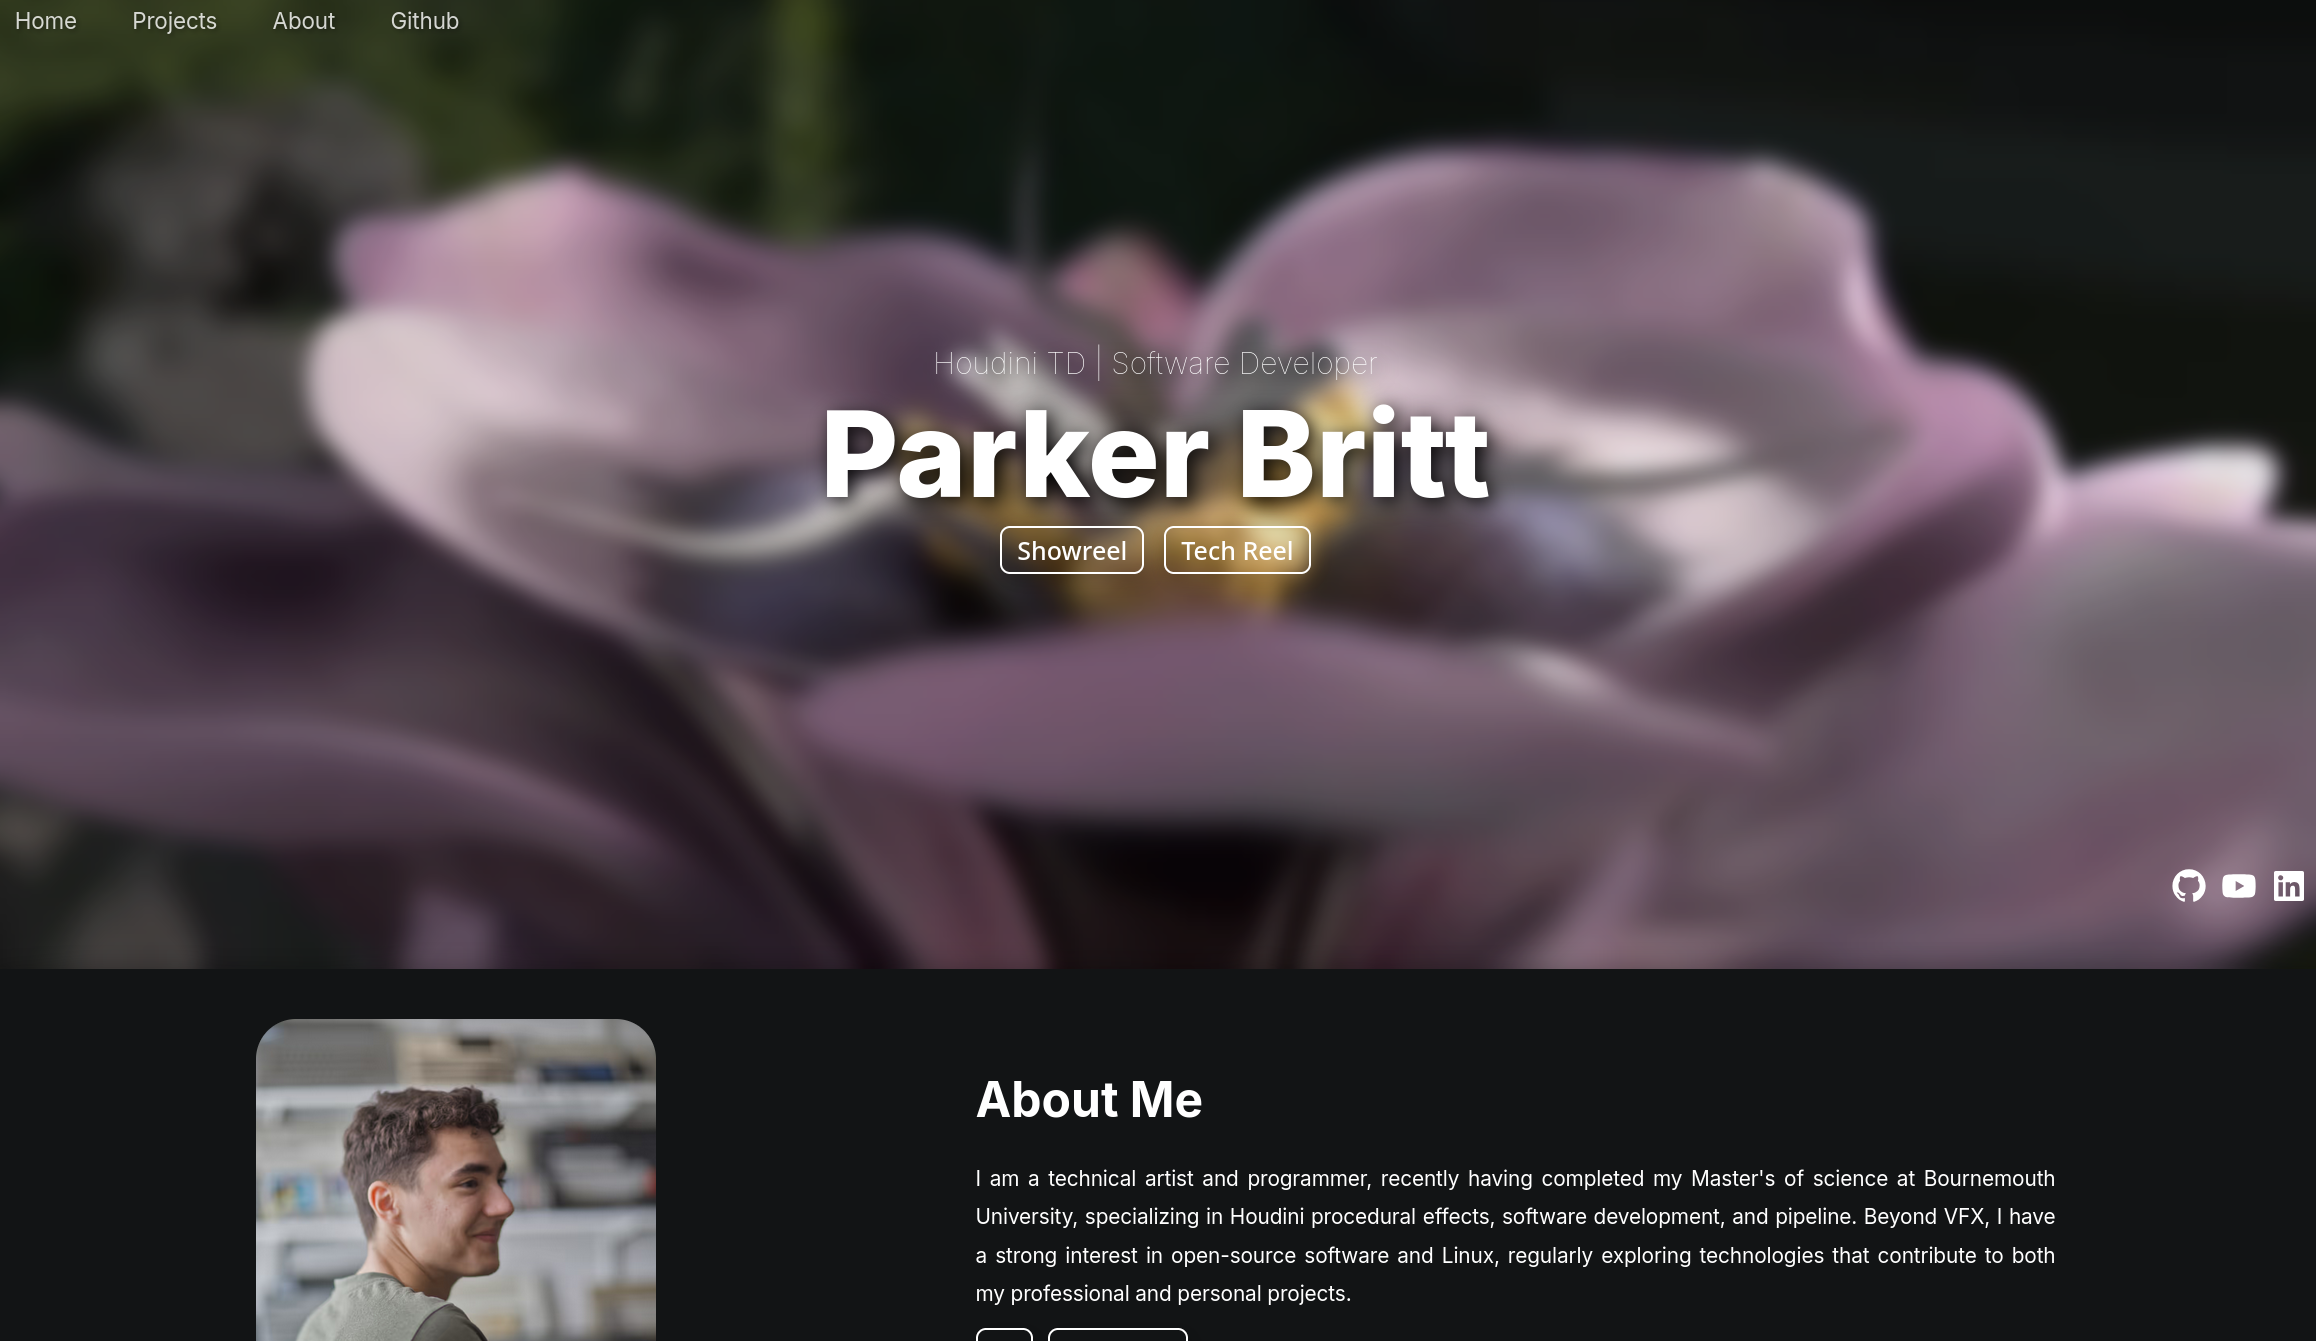 Home Projects About Github
Houdini TD | Software Developer
Parker Britt
Showreel Tech Reel
in
About Me
I am a technical artist and programmer, recently having completed my Master's of science at Bournemouth
University, specializing in Houdini procedural effects, software development, and pipeline. Beyond VFX, I have
a strong interest in open-source software and Linux, regularly exploring technologies that contribute to both
my professional and personal projects.